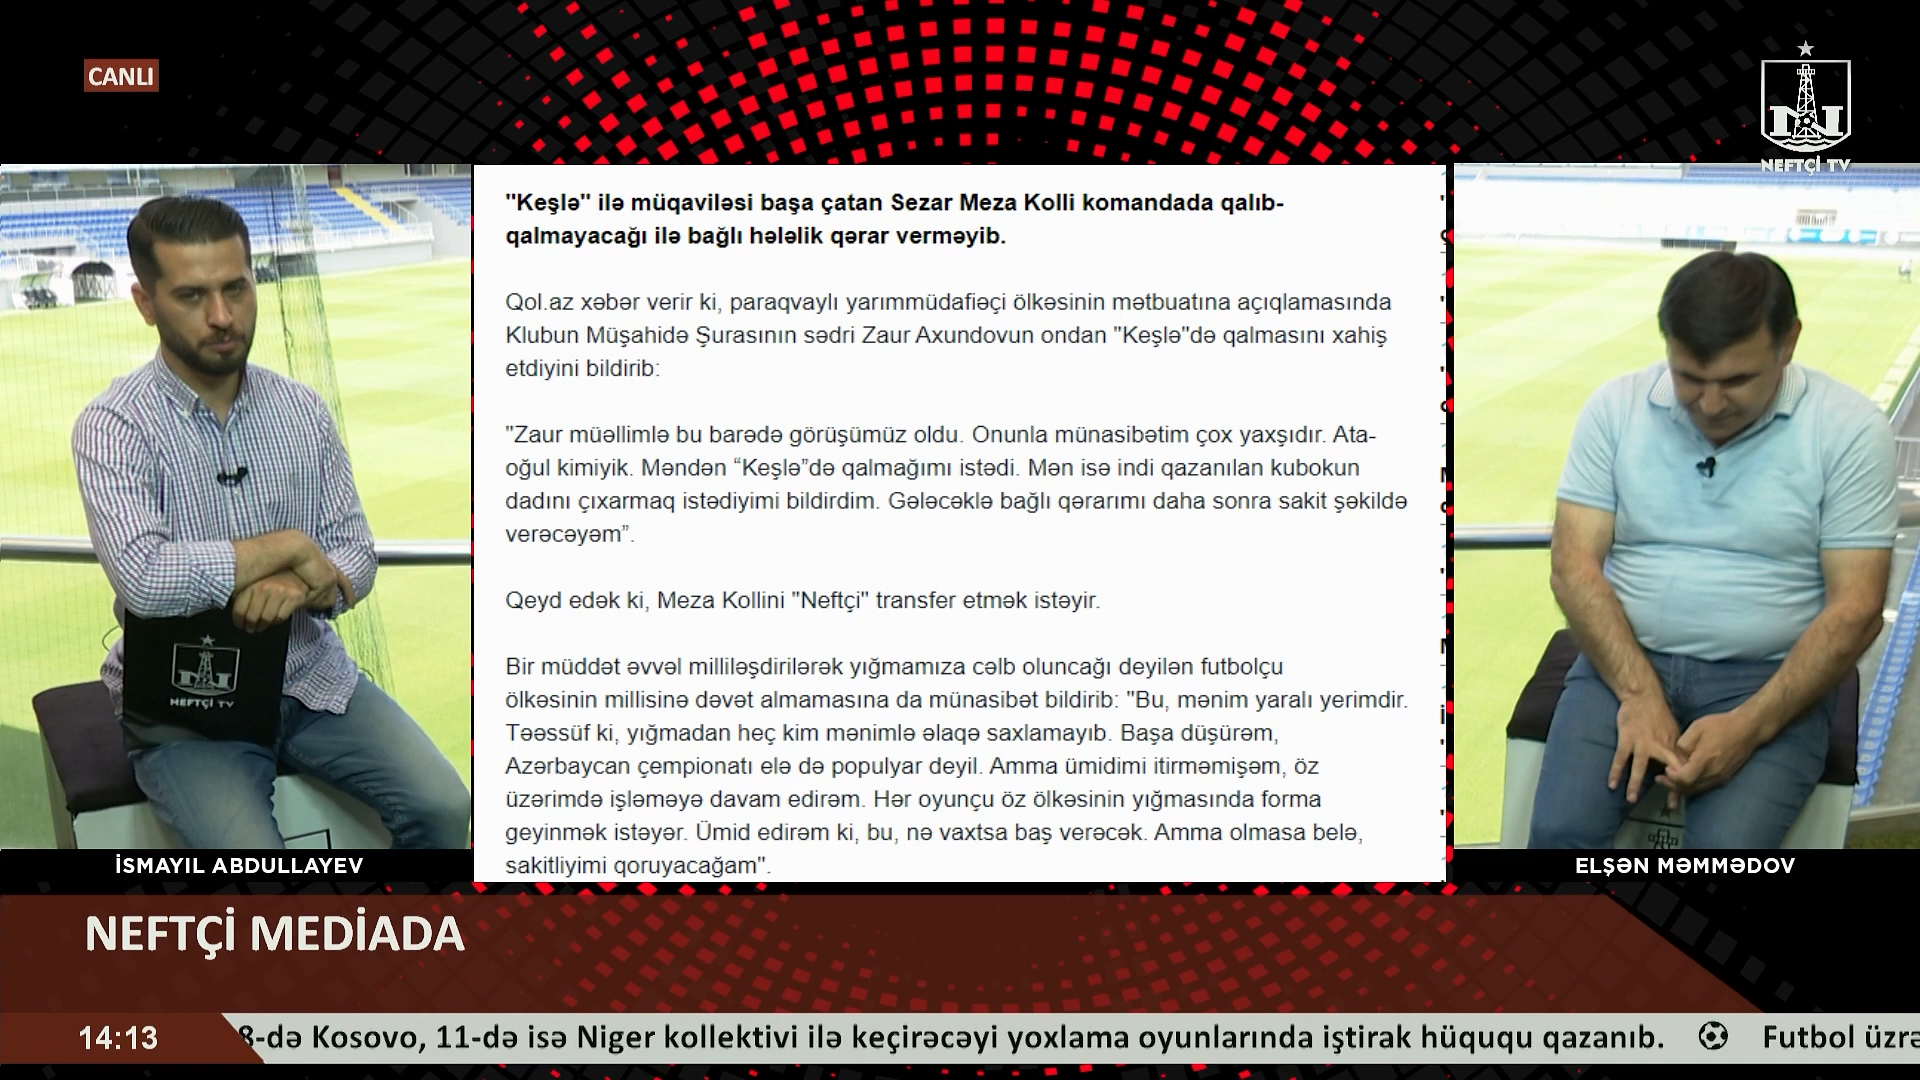 CANLI
NEFTÇİ TV
"Keşlə" ilə müqaviləsi başa çatan Sezar Meza Kolli komandada qalıb-
qalmayacağı ilə bağlı hələlik qərar verməyib.
Qol.az xəbər verir ki, paraqvaylı yarımmüdafiəçi ölkəsinin mətbuatına açıqlamasında
Klubun Müşahidə Şurasının sədri Zaur Axundovun ondan "Keşlə"də qalmasını xahiş
etdiyini bildirib:
"Zaur müəllimlə bu barədə görüşümüz oldu. Onunla münasibətim çox yaxşıdır. Ata-
oğul kimiyik. Məndən “Keşlə”də qalmağımı istədi. Mən isə indi qazanılan kubokun
dadını çıxarmaq istədiyimi bildirdim. Gələcəklə bağlı qərarımı daha sonra sakit şəkildə
verəcəyəm”.
Qeyd edək ki, Meza Kollini "Neftçi" transfer etmək istəyir.
Bir müddət əvvəl milliləşdirilərək yığmamıza cəlb oluncağı deyilən futbolçu
ölkəsinin millisinə dəvət almamasına da münasibət bildirib: "Bu, mənim yaralı yerimdir.
Təəssüf ki, yığmadan heç kim mənimlə əlaqə saxlamayıb. Başa düşürəm,
Azərbaycan çempionatı elə də populyar deyil. Amma ümidimi itirməmişəm, öz
üzərimdə işləməyə davam edirəm. Hər oyunçu öz ölkəsinin yığmasında forma
geyinmək istəyər. Ümid edirəm ki, bu, nə vaxtsa baş verəcək. Amma olmasa belə,
sakitliyimi qoruyacağam".
NEFTÇİ TV
İSMAYIL ABDULLAYEV
ELŞƏN MƏMMƏDOV
NEFTÇİ MEDİADA
14:13
8-də Kosovo, 11-də isə Niger kollektivi ilə keçirəcəyi yoxlama oyunlarında iştirak hüququ qazanıb.
Futbol üzrə